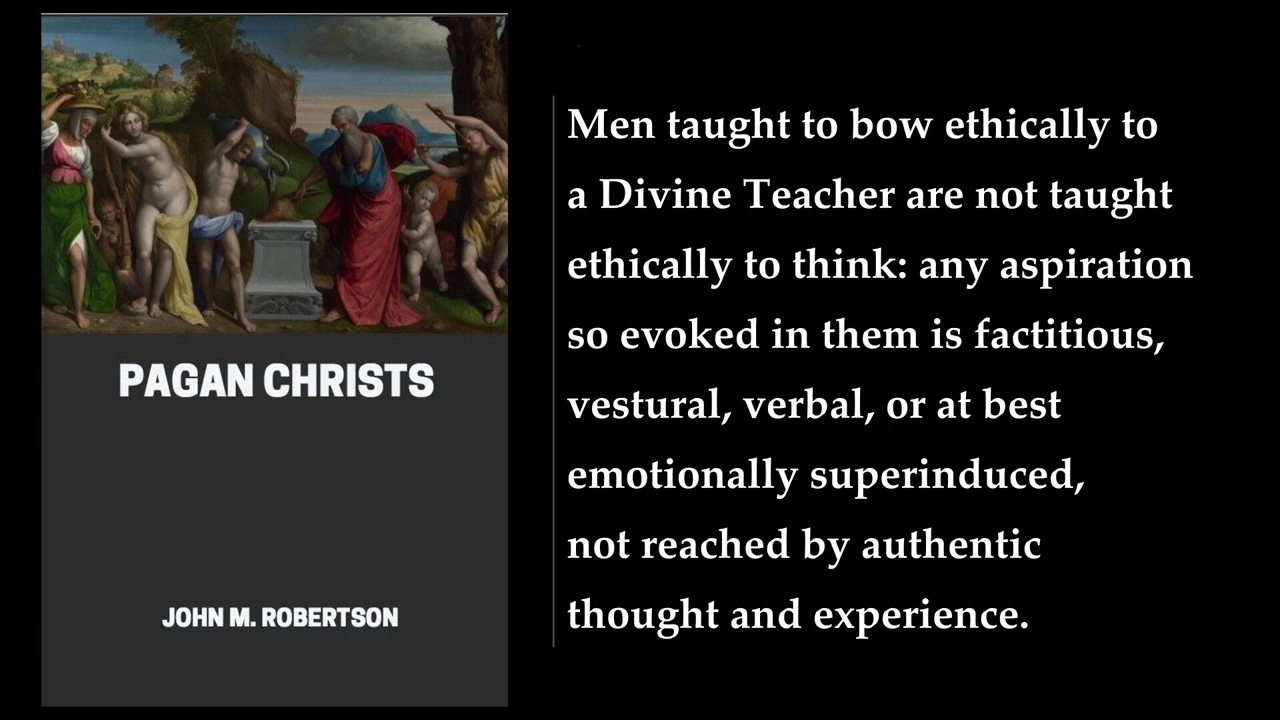 PAGAN CHRISTS
JOHN M. ROBERTSON
Men taught to bow ethically to
a Divine Teacher are not taught
ethically to think: any aspiration
so evoked in them is factitious,
vestural, verbal, or at best
emotionally superinduced,
not reached by authentic
thought and experience.